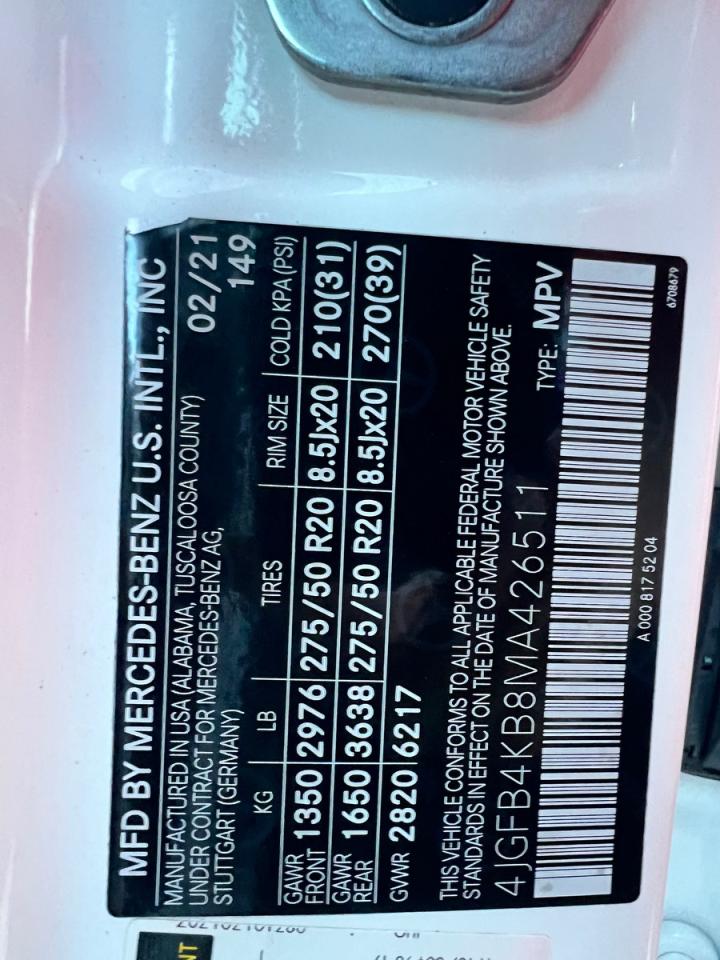 MFD BY MERCEDES-BENZ U.S. INTL., INC
MANUFACTURED IN USA (ALABAMA, TUSCALOOSA COUNTY) 02/21
UNDER CONTRACT FOR MERCEDES-BENZ AG, 149
STUTTGART (GERMANY)
KG LB TIRES RIM SIZE COLD KPA (PSI)
GAWR FRONT 1350 2976 275/50 R20 8.5Jx20 210(31)
GAWR REAR 1650 3638 275/50 R20 8.5Jx20 270(39)
GVWR 2820 6217
THIS VEHICLE CONFORMS TO ALL APPLICABLE FEDERAL MOTOR VEHICLE SAFETY
STANDARDS IN EFFECT ON THE DATE OF MANUFACTURE SHOWN ABOVE.
4JGFB4KB8MA426511 TYPE: MPV
A 000 817 52 04
6708679
NT